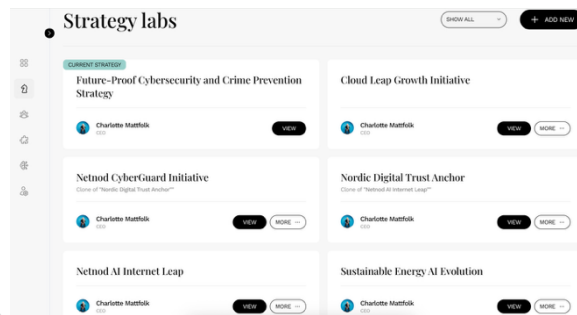 Strategy labs
SHOW ALL
+ ADD NEW
CURRENT STRATEGY
Future-Proof Cybersecurity and Crime Prevention
Strategy
Charlotte Mattfolk
CEO
VIEW
Cloud Leap Growth Initiative
Charlotte Mattfolk
CEO
VIEW
MORE ···
Netnod CyberGuard Initiative
Clone of "Nordic Digital Trust Anchor""
Charlotte Mattfolk
CEO
VIEW
MORE ···
Nordic Digital Trust Anchor
Clone of "Netnod AI Internet Leap""
Charlotte Mattfolk
CEO
VIEW
MORE ···
Netnod AI Internet Leap
Charlotte Mattfolk
CEO
VIEW
MORE ···
Sustainable Energy AI Evolution
Charlotte Mattfolk
CEO
VIEW
MORE ···